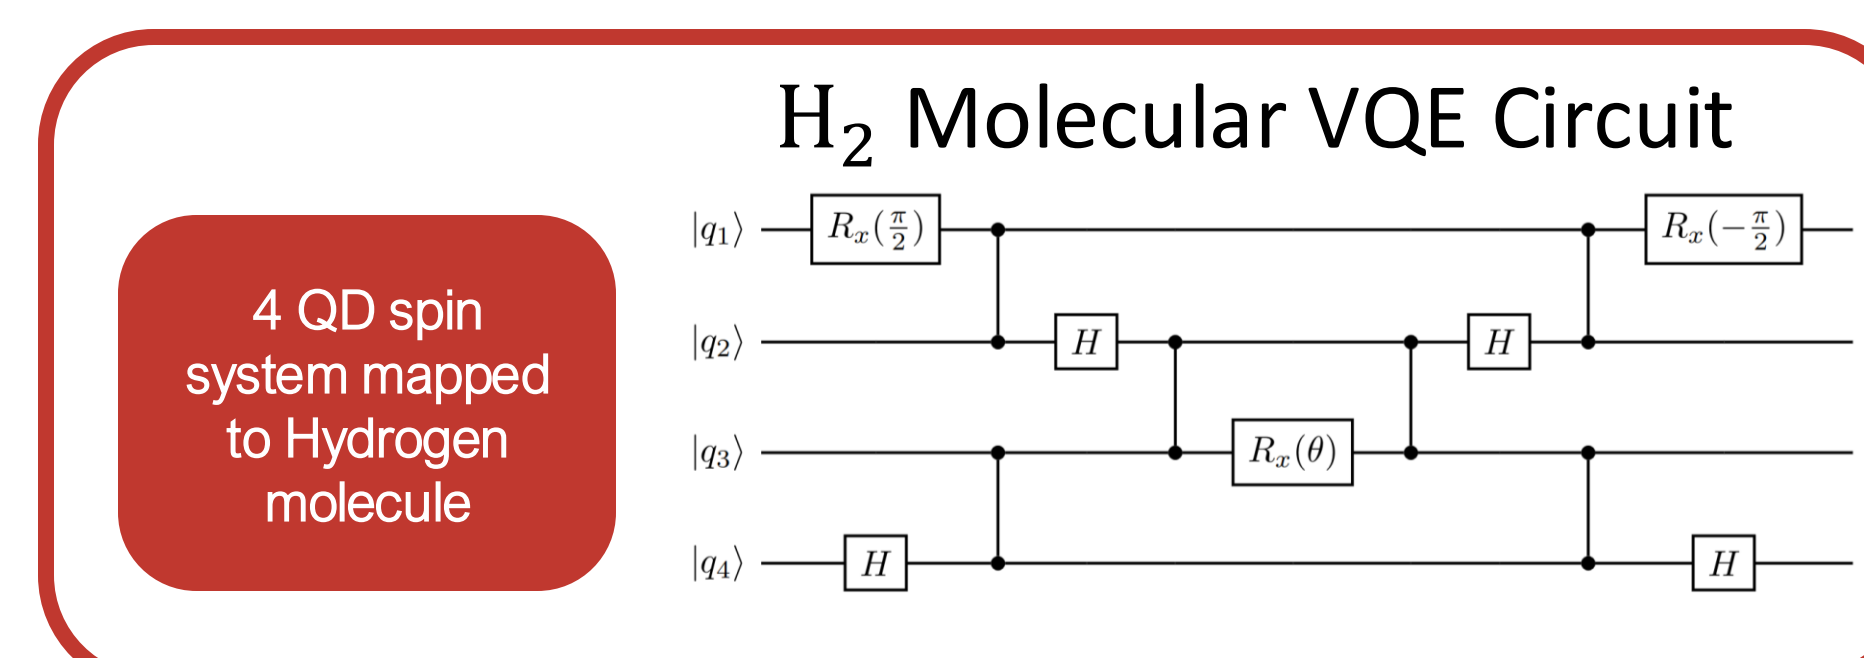 H₂ Molecular VQE Circuit
4 QD spin
system mapped
to Hydrogen
molecule
|q₁⟩ Rₓ(π/2) Rₓ(−π/2)
|q₂⟩ H H
|q₃⟩ Rₓ(θ)
|q₄⟩ H H